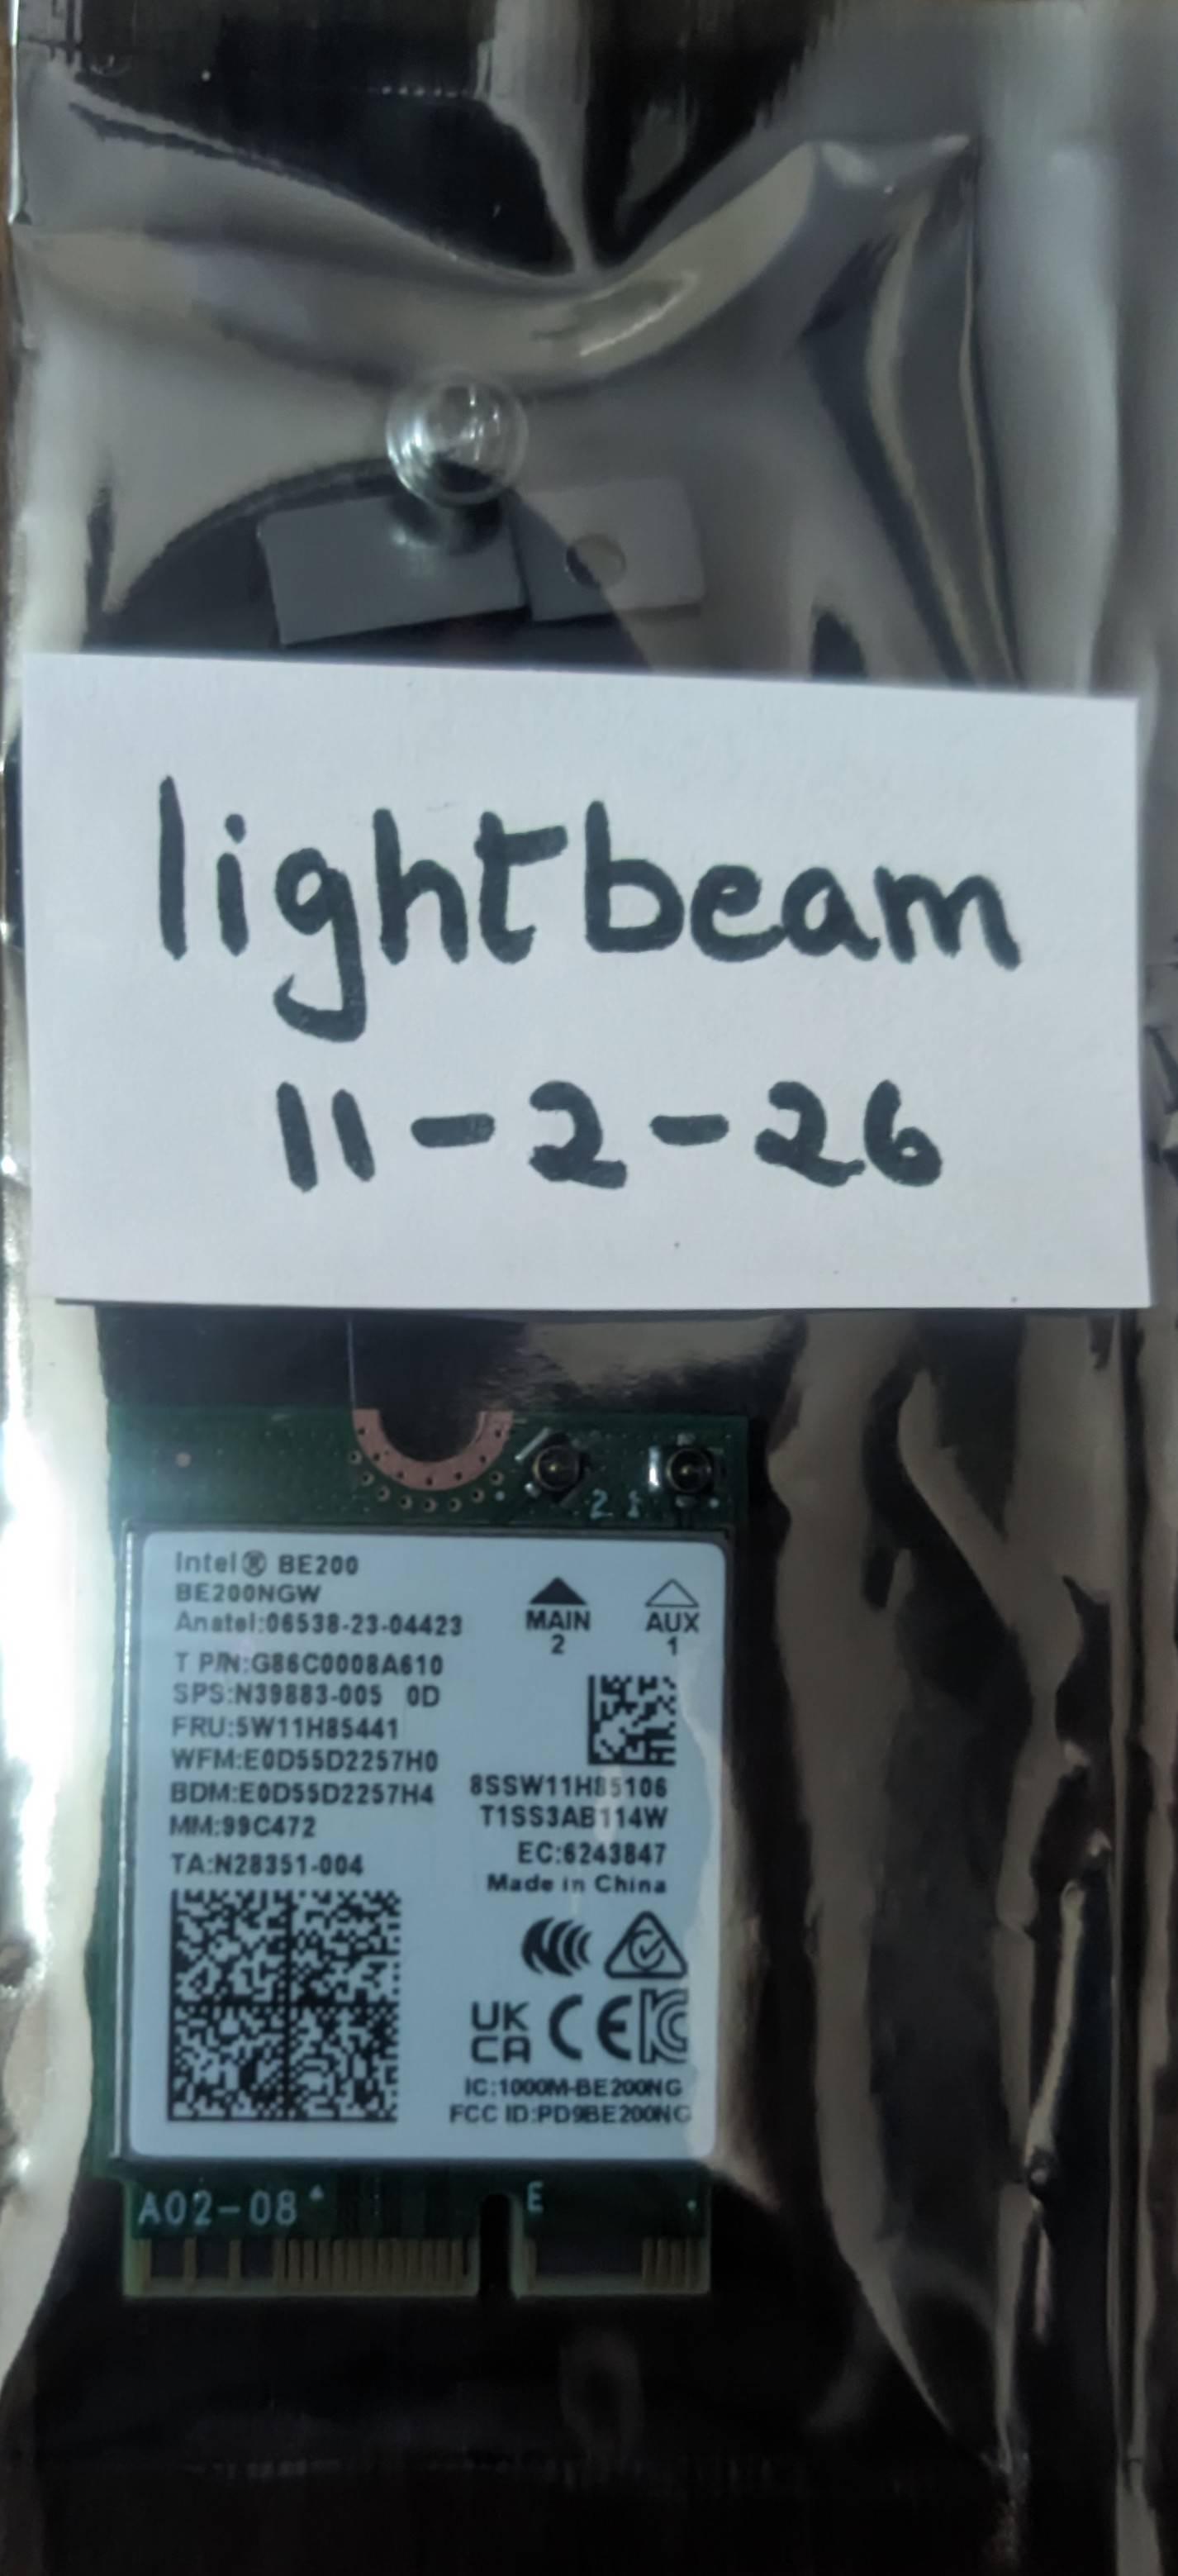 lightbeam
11-2-26
2 1
Intel® BE200
BE200NGW
Anatel:06538-23-04423
MAIN
2
AUX
1
T P/N:G86C0008A610
SPS:N39883-005 0D
FRU:5W11H85441
WFM:E0D55D2257H0
BDM:E0D55D2257H4
MM:99C472
TA:N28351-004
8SSW11H85106
T1SS3AB114W
EC:6243847
Made in China
UK
CA
CE
IC:1000M-BE200NG
FCC ID:PD9BE200NG
A02-08
E